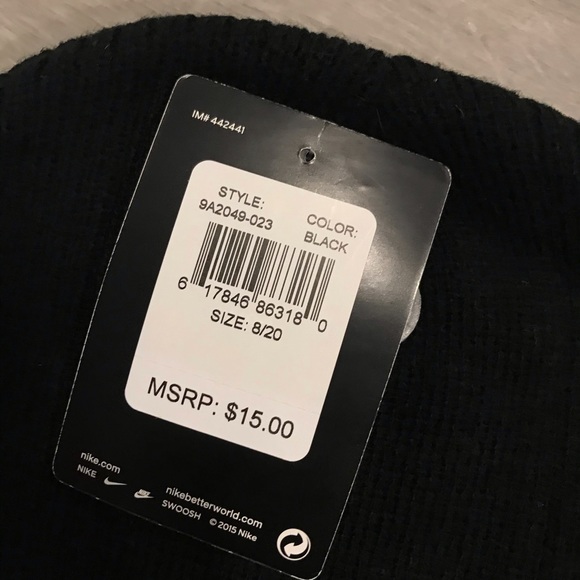 IM# 442441
STYLE: COLOR:
9A2049-023 BLACK
6 17846 86318 0
SIZE: 8/20
MSRP: $15.00
nike.com
NIKE
nikebetterworld.com
SWOOSH © 2015 Nike